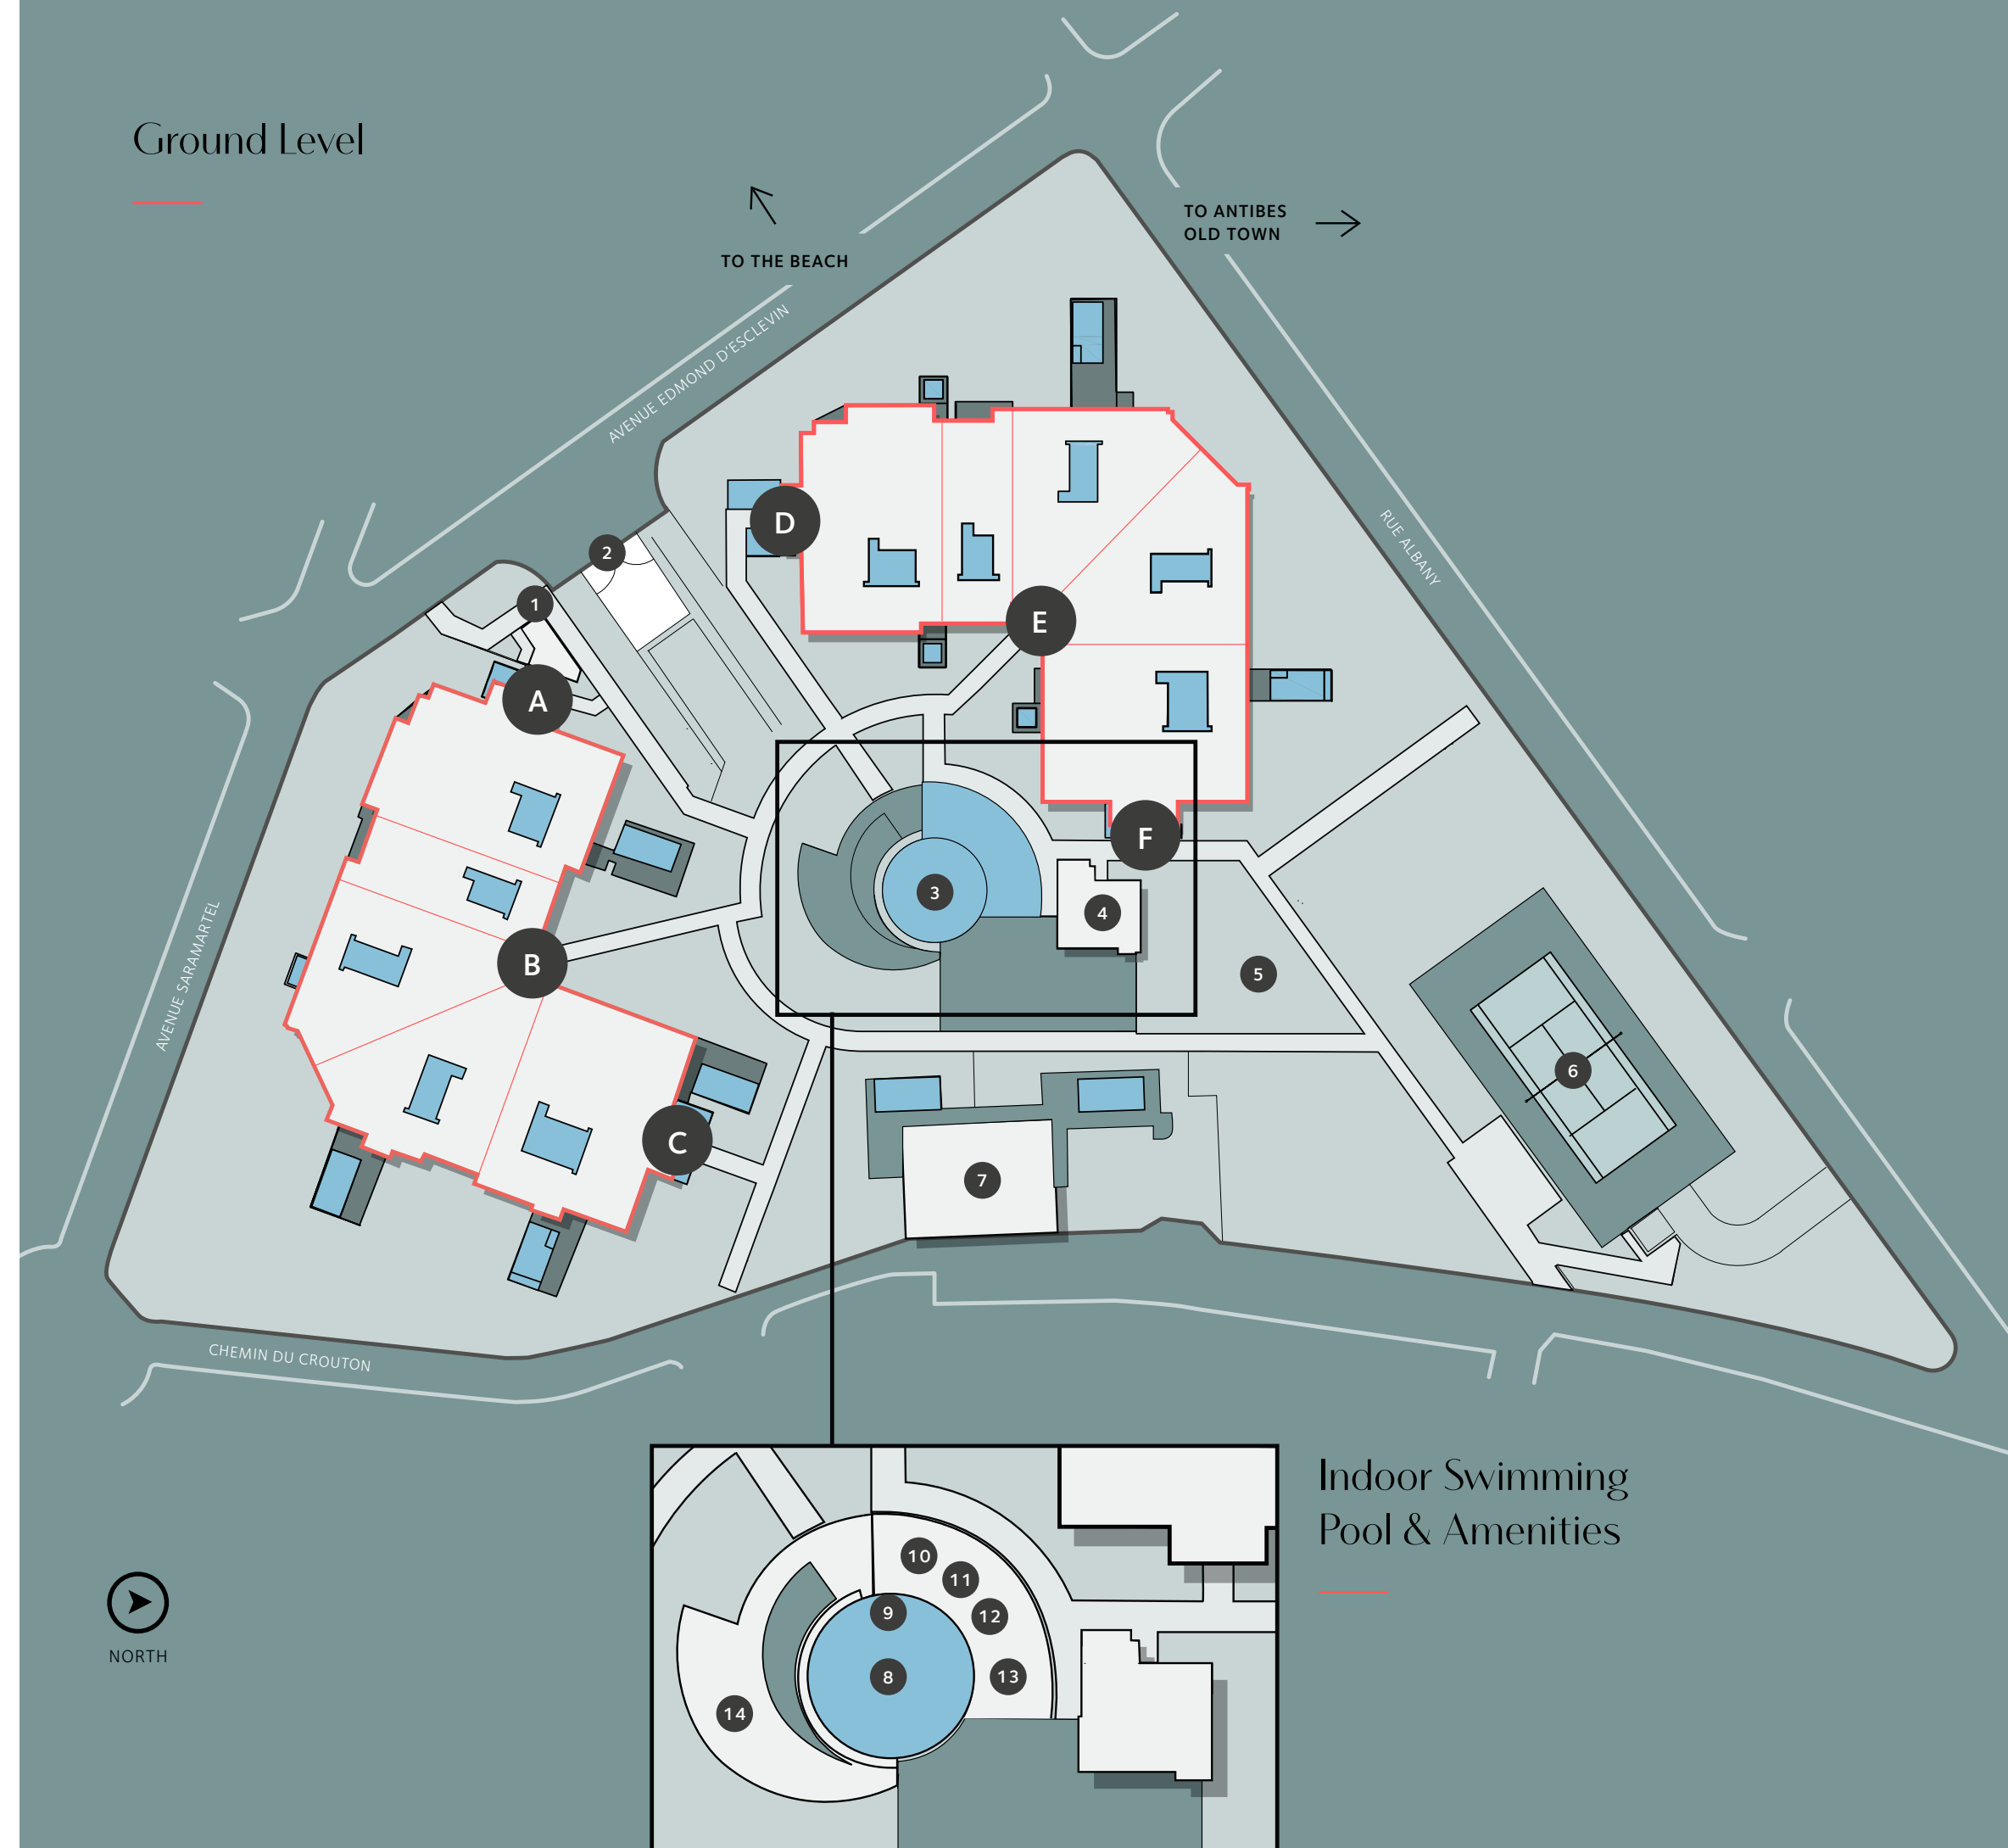 Ground Level
TO THE BEACH
TO ANTIBES
OLD TOWN
AVENUE EDMOND D'ESCLEVIN
RUE ALBANY
AVENUE SARAMARTEL
CHEMIN DU CROUTON
D
2
1
E
A
F
3
4
B
5
6
C
7
Indoor Swimming
Pool & Amenities
10
11
9
12
8
13
14
NORTH